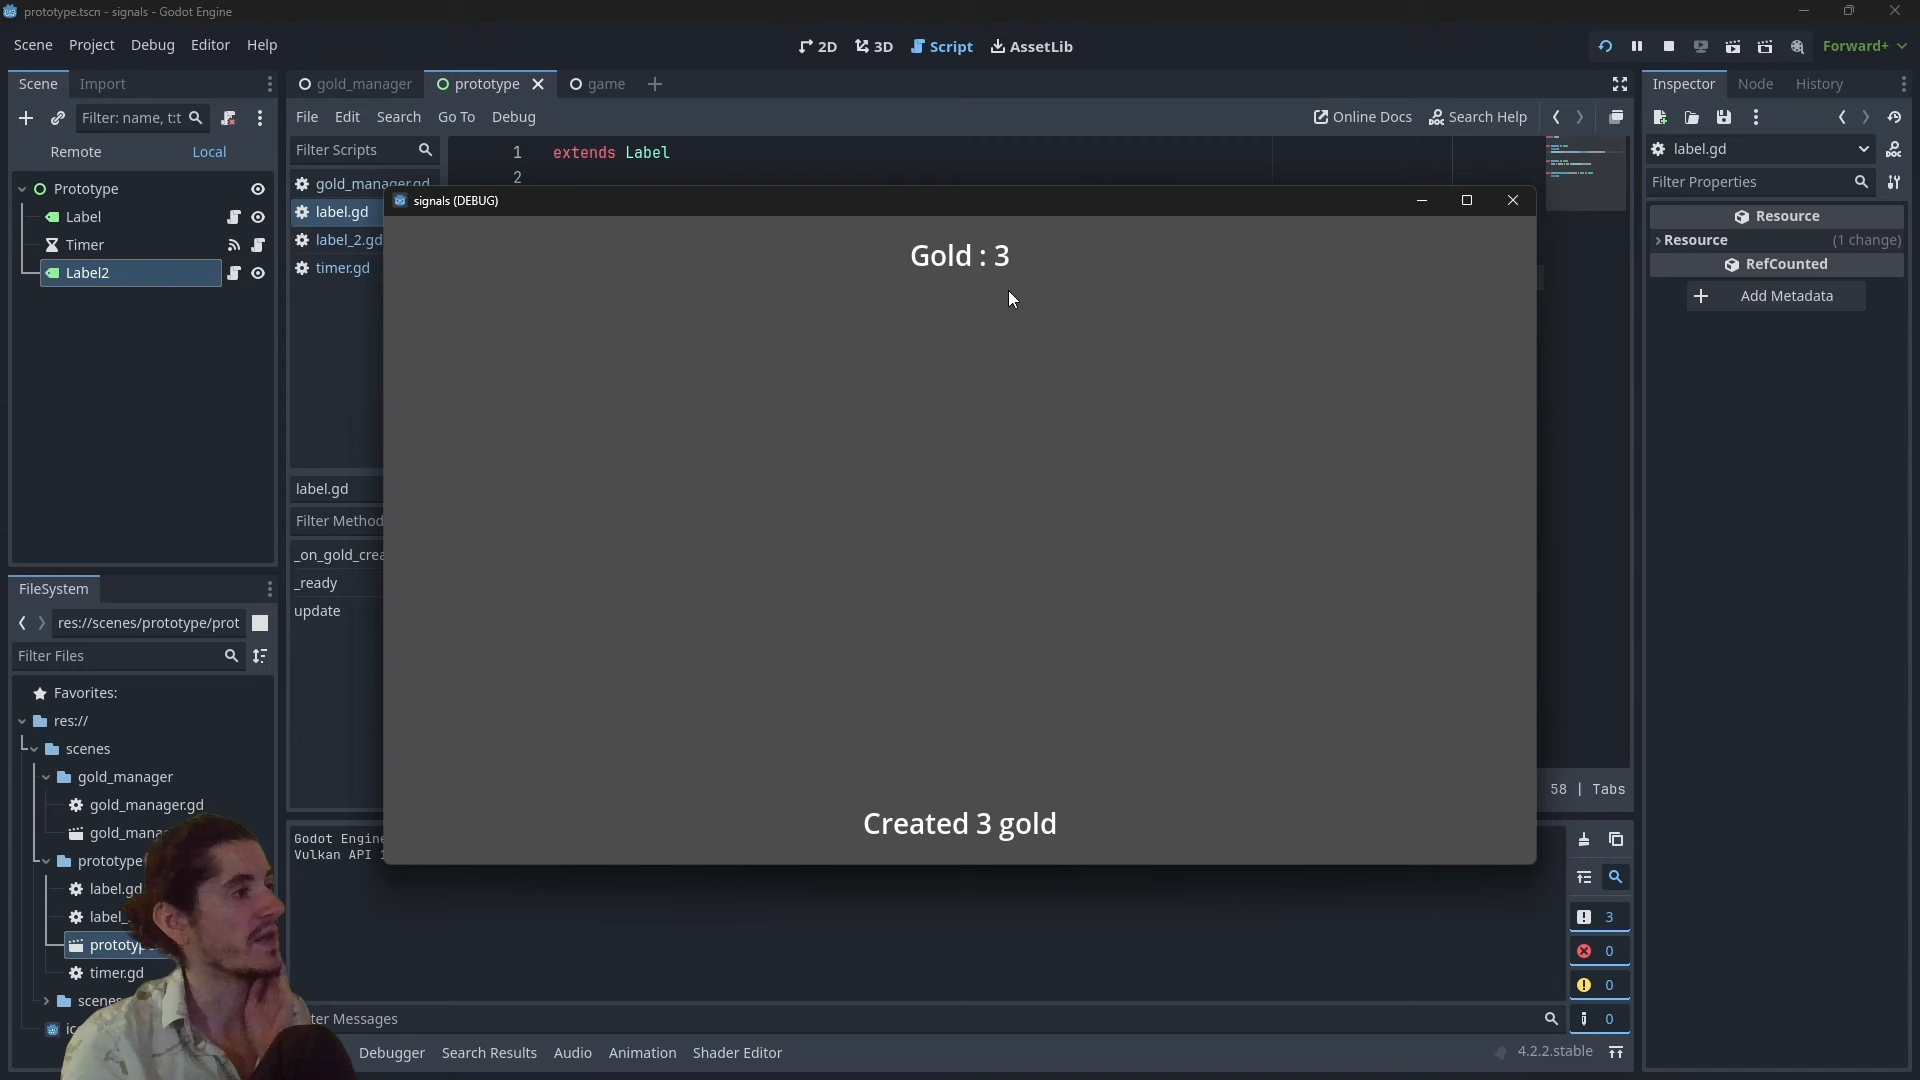 prototype.tscn - signals - Godot Engine
Scene Project Debug Editor Help
2D 3D Script AssetLib
Forward+
Scene Import
gold_manager prototype game
Inspector Node History
Filter: name, t:t
File Edit Search Go To Debug
Online Docs Search Help
Remote Local
Filter Scripts
1 extends Label
2
label.gd
Filter Properties
Prototype
Label
Timer
Label2
gold_manager.gd
label.gd
label_2.gd
timer.gd
signals (DEBUG)
Gold : 3
Created 3 gold
Resource
Resource (1 change)
RefCounted
Add Metadata
label.gd
Filter Method
_on_gold_crea
_ready
update
FileSystem
res://scenes/prototype/prot
Filter Files
Favorites:
res://
scenes
gold_manager
gold_manager.gd
gold_mana
prototype
label.gd
label_
prototype
timer.gd
scenes
ic
58 | Tabs
Godot Engine
Vulkan API 1
3
0
0
0
ter Messages
Debugger Search Results Audio Animation Shader Editor
4.2.2.stable